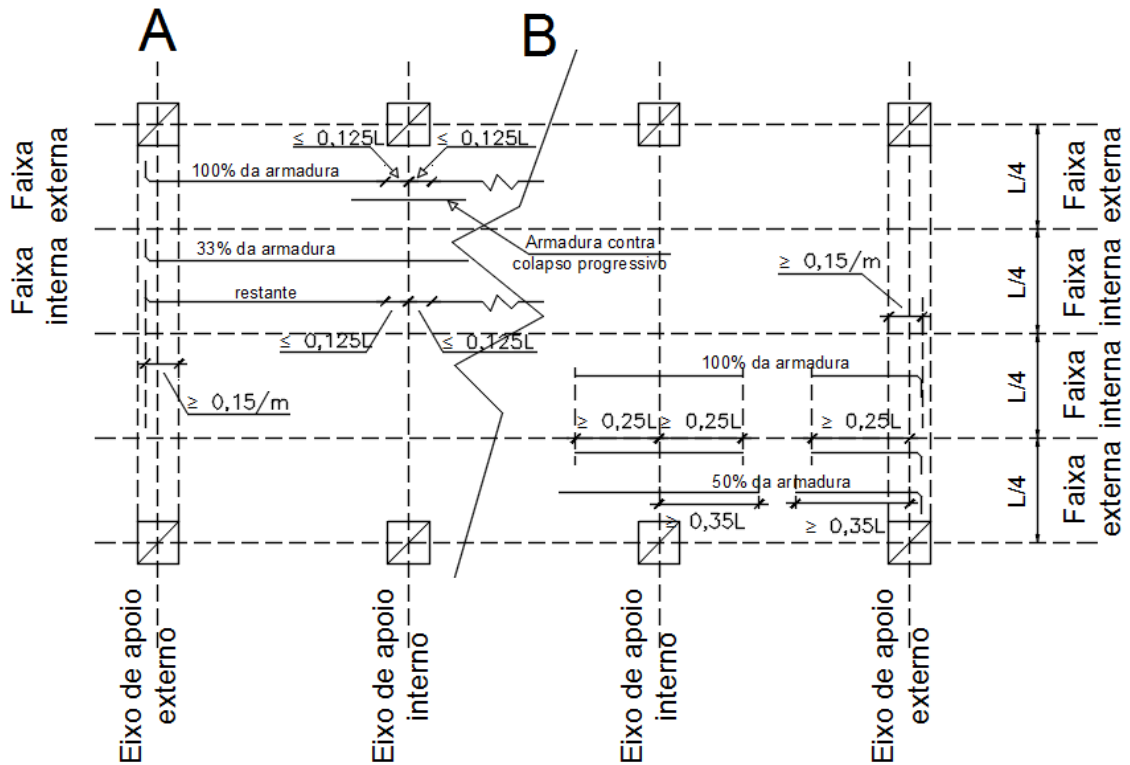 A
B
≤ 0,125L
≤ 0,125L
100% da armadura
Faixa
externa
33% da armadura
Armadura contra
colapso progressivo
Faixa
interna
restante
≤ 0,125L
≤ 0,125L
≥ 0,15/m
≥ 0,15/m
100% da armadura
≥ 0,25L
≥ 0,25L
≥ 0,25L
50% da armadura
≥ 0,35L
≥ 0,35L
L/4
Faixa
externa
L/4
Faixa
interna
L/4
Faixa
interna
L/4
Faixa
externa
Eixo de apoio
externo
Eixo de apoio
interno
Eixo de apoio
interno
Eixo de apoio
externo